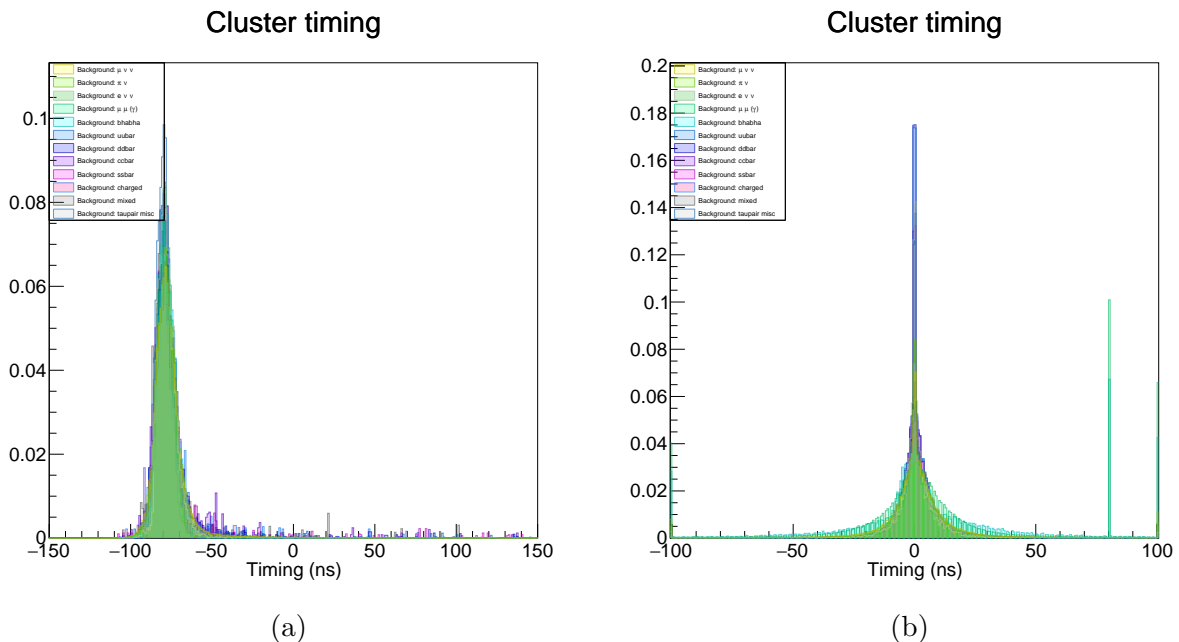 Cluster timing
Background: μ ν ν
Background: π ν
Background: e ν ν
Background: μ μ (γ)
Background: bhabha
Background: uubar
Background: ddbar
Background: ccbar
Background: ssbar
Background: charged
Background: mixed
Background: taupair misc
0.1
0.08
0.06
0.04
0.02
0
−150 −100 −50 0 50 100 150
Timing (ns)
(a)
Cluster timing
Background: μ ν ν
Background: π ν
Background: e ν ν
Background: μ μ (γ)
Background: bhabha
Background: uubar
Background: ddbar
Background: ccbar
Background: ssbar
Background: charged
Background: mixed
Background: taupair misc
0.2
0.18
0.16
0.14
0.12
0.1
0.08
0.06
0.04
0.02
0
−100 −50 0 50 100
Timing (ns)
(b)